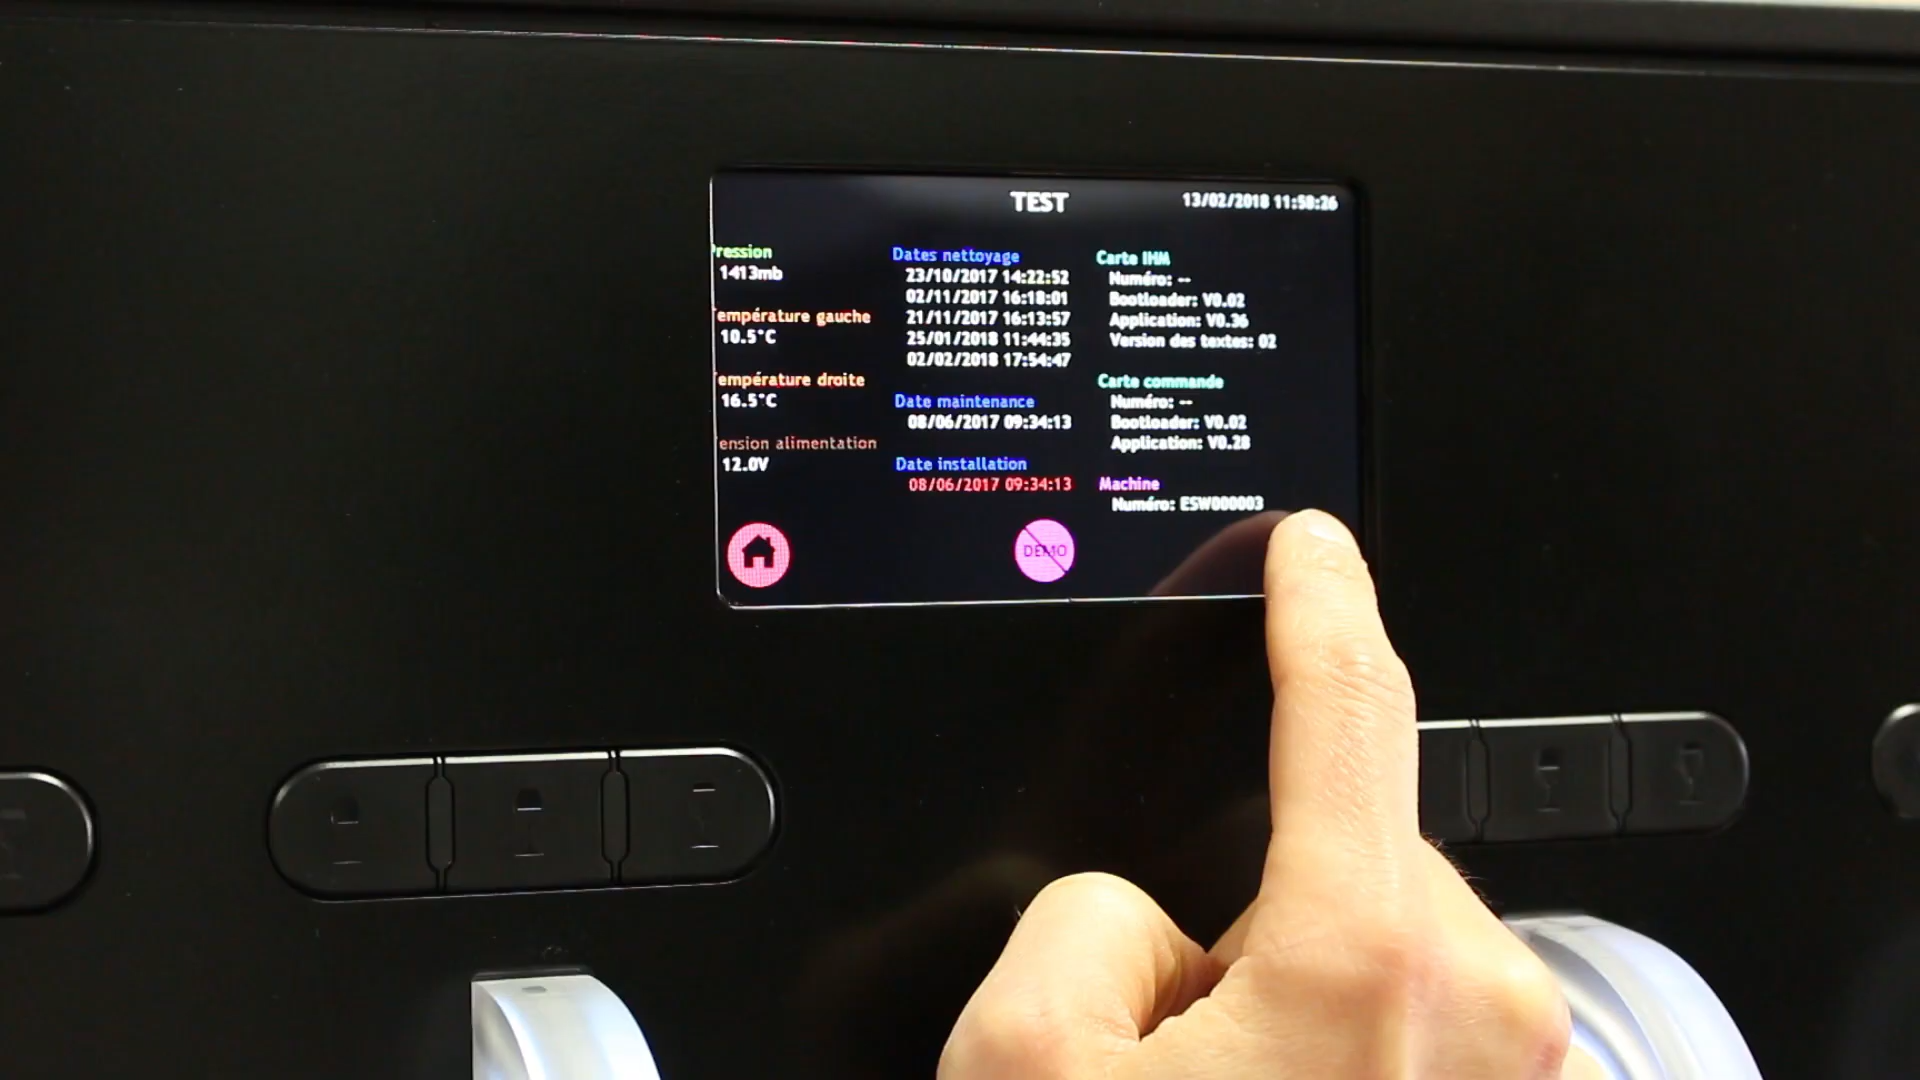 TEST
13/02/2018 11:58:26
ression
1413mb
empérature gauche
10.5°C
empérature droite
16.5°C
ension alimentation
12.0V
Dates nettoyage
23/10/2017 14:22:52
02/11/2017 16:18:01
21/11/2017 16:13:57
25/01/2018 11:44:35
02/02/2018 17:54:47
Date maintenance
08/06/2017 09:34:13
Date installation
08/06/2017 09:34:13
Carte IHM
Numéro: --
Bootloader: V0.02
Application: V0.36
Version des textes: 02
Carte commande
Numéro: --
Bootloader: V0.02
Application: V0.28
Machine
Numéro: ESW000003
DEMO